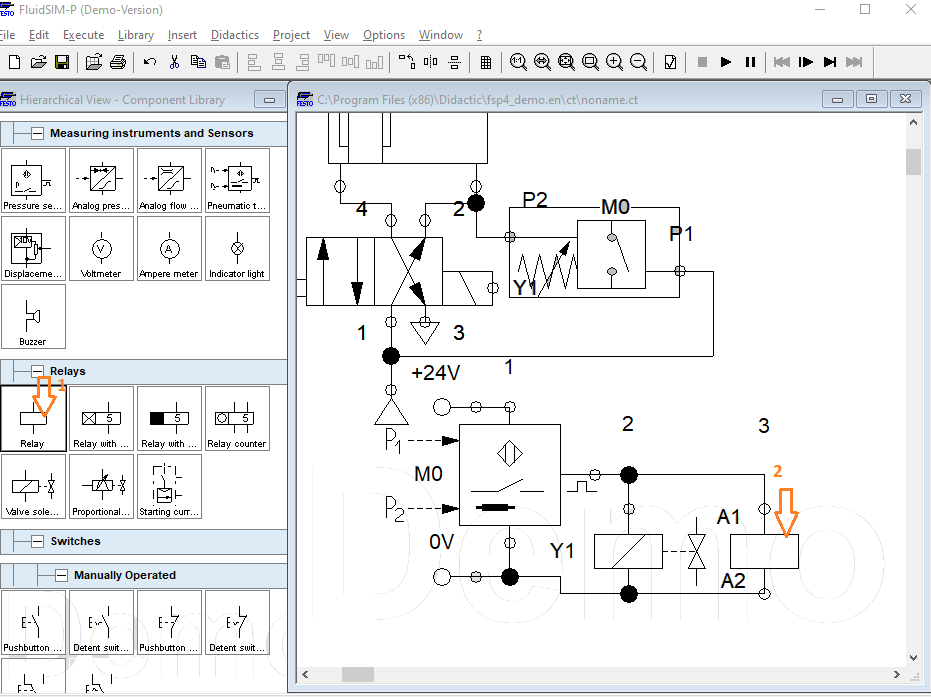 FluidSIM-P (Demo-Version)
File Edit Execute Library Insert Didactics Project View Options Window ?
Hierarchical View - Component Library
Measuring instruments and Sensors
Pressure se... Analog pres... Analog flow ... Pneumatic t...
V A
Displaceme... Voltmeter Ampere meter Indicator light
Buzzer
Relays
1
5 5 5
Relay Relay with ... Relay with ... Relay counter
Valve sole... Proportional... Starting curr...
Switches
Manually Operated
Pushbutton ... Detent swit... Pushbutton ... Detent swit...
C:\Program Files (x86)\Didactic\fsp4_demo.en\ct\noname.ct
4 2 P2 M0
P1
Y1
1 3
+24V 1
2 3
P1
M0
2
P2
A1
0V Y1
A2
Demo